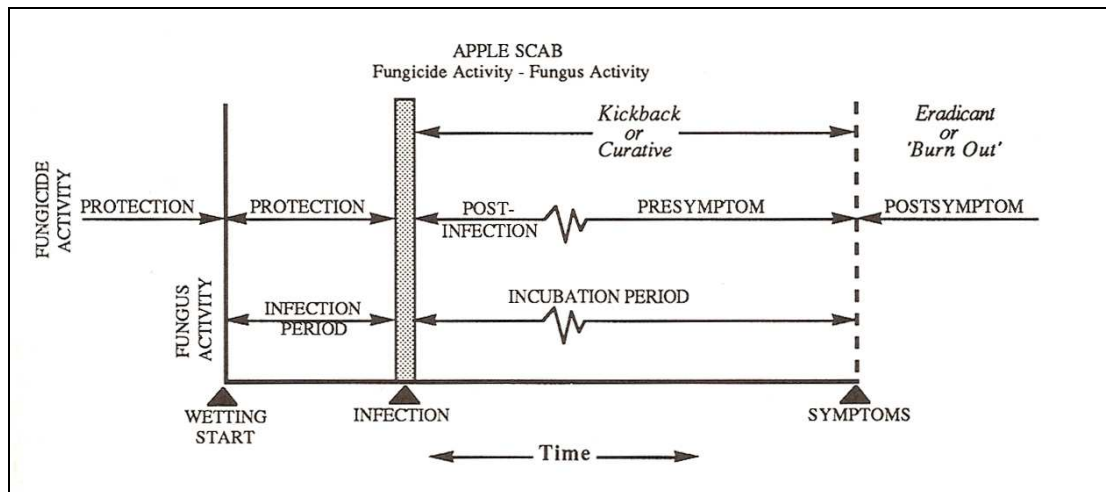 APPLE SCAB
Fungicide Activity - Fungus Activity
Kickback
or
Curative
Eradicant
or
'Burn Out'
FUNGICIDE
ACTIVITY
PROTECTION
PROTECTION
POST-
INFECTION
PRESYMPTOM
POSTSYMPTOM
FUNGUS
ACTIVITY
INFECTION
PERIOD
INCUBATION PERIOD
WETTING
START
INFECTION
SYMPTOMS
Time